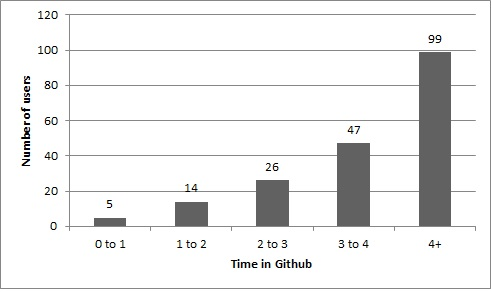 120
100
80
60
40
20
0
5
14
26
47
99
0 to 1
1 to 2
2 to 3
3 to 4
4+
Number of users
Time in Github